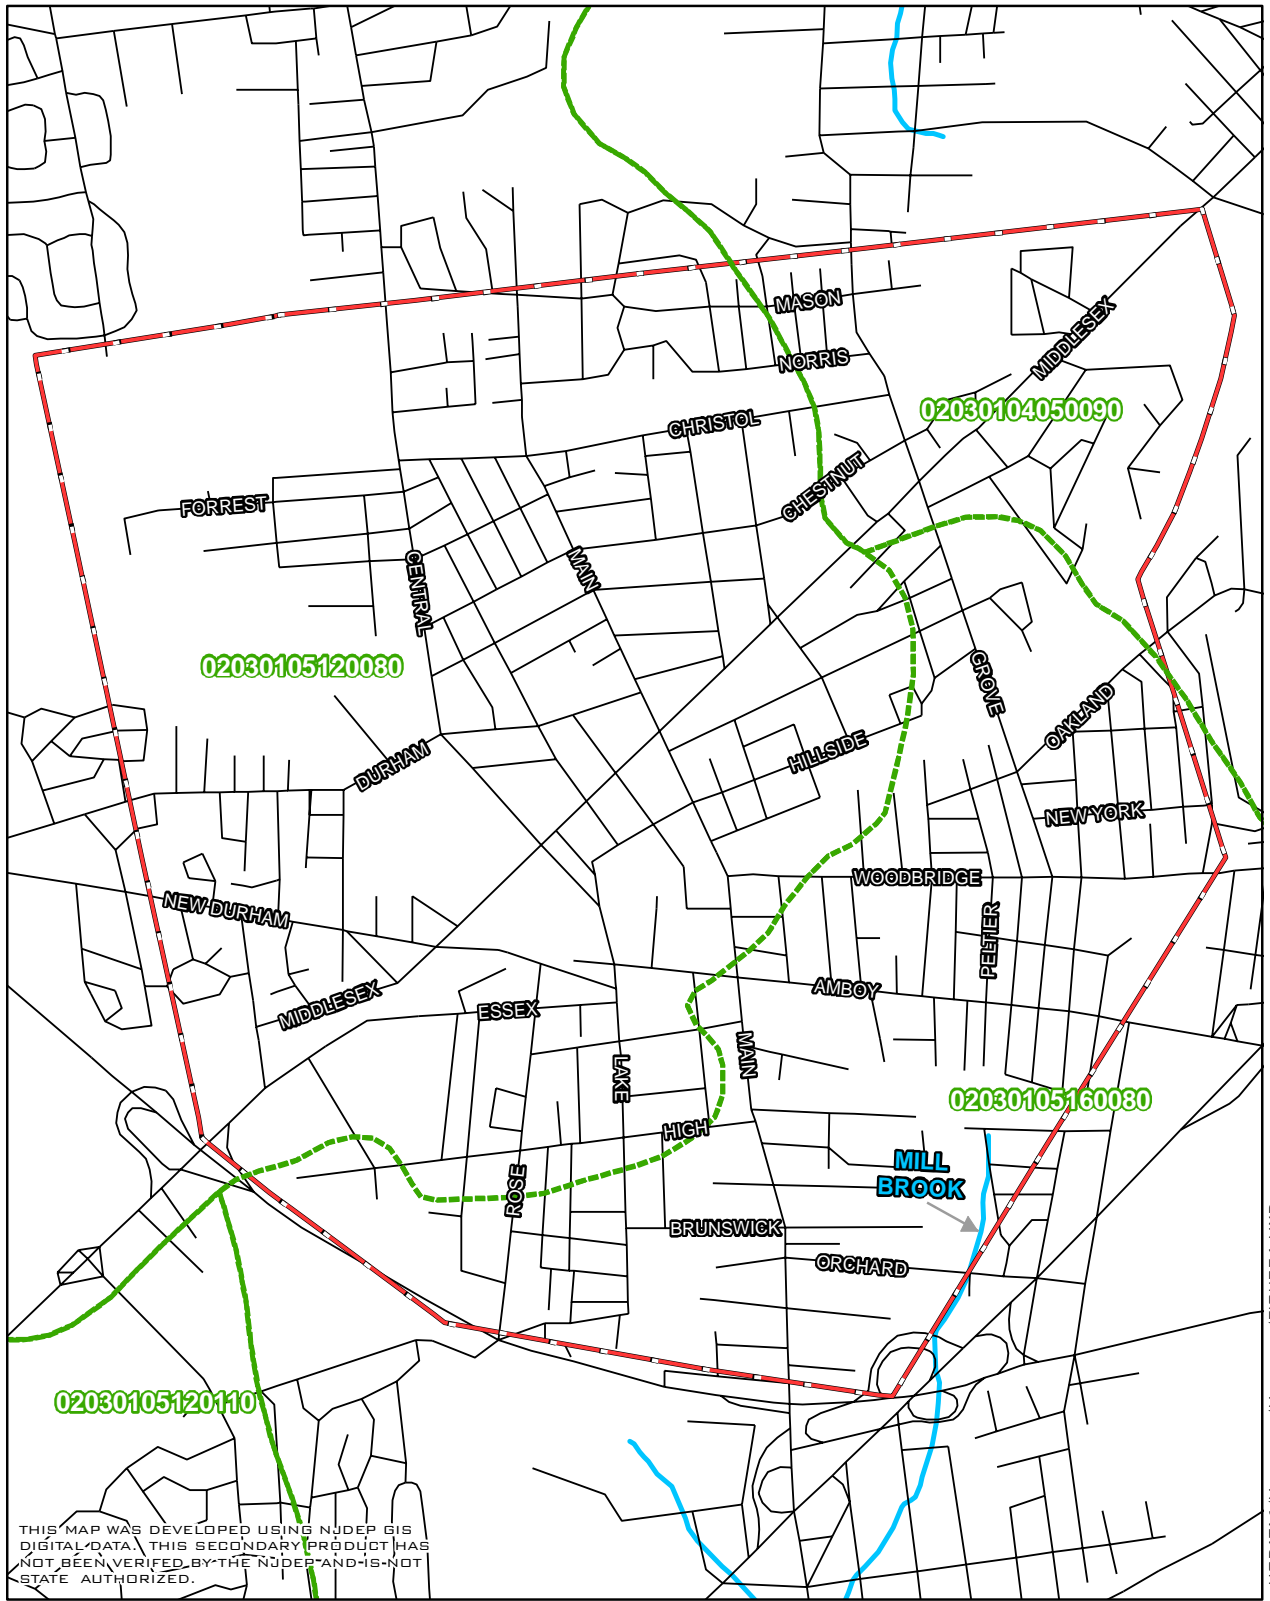 MASON
MIDDLESEX
NORRIS
02030104050090
CHRISTOL
CHESTNUT
FORREST
CENTRAL
MAIN
02030105120080
GROVE
OAKLAND
DURHAM
HILLSIDE
NEW YORK
WOODBRIDGE
NEW DURHAM
PELTIER
AMBOY
MIDDLESEX
ESSEX
MAIN
LAKE
02030105160080
HIGH
MILL
BROOK
ROSE
BRUNSWICK
ORCHARD
02030105120110
THIS MAP WAS DEVELOPED USING NJDEP GIS
DIGITAL DATA. THIS SECONDARY PRODUCT HAS
NOT BEEN VERIFED BY THE NJDEP AND IS NOT
STATE AUTHORIZED.